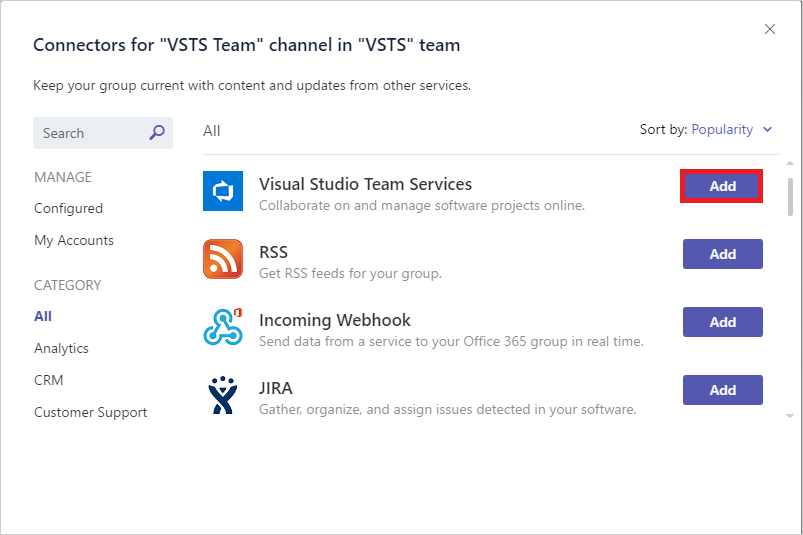 Connectors for "VSTS Team" channel in "VSTS" team
Keep your group current with content and updates from other services.
Search
MANAGE
Configured
My Accounts
CATEGORY
All
Analytics
CRM
Customer Support
All
Sort by: Popularity
Visual Studio Team Services
Collaborate on and manage software projects online.
Add
RSS
Get RSS feeds for your group.
Add
Incoming Webhook
Send data from a service to your Office 365 group in real time.
Add
JIRA
Gather, organize, and assign issues detected in your software.
Add